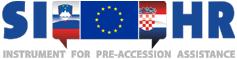 SI HR
INSTRUMENT FOR PRE-ACCESSION ASSISTANCE